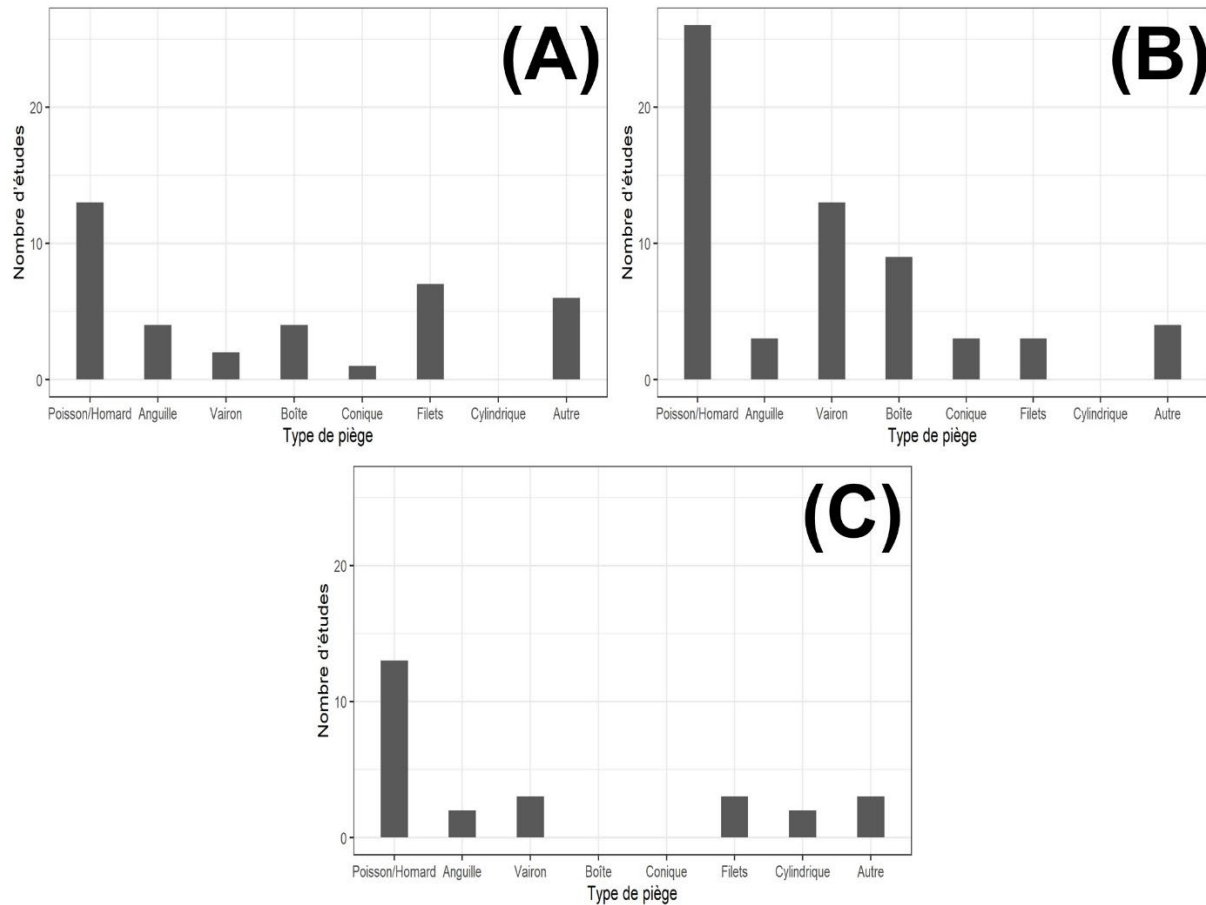 (A)
Nombre d'études
20
10
0
Poisson/Homard Anguille Vairon Boîte Conique Filets Cylindrique Autre
Type de piège
(B)
Nombre d'études
20
10
0
Poisson/Homard Anguille Vairon Boîte Conique Filets Cylindrique Autre
Type de piège
(C)
Nombre d'études
20
10
0
Poisson/Homard Anguille Vairon Boîte Conique Filets Cylindrique Autre
Type de piège